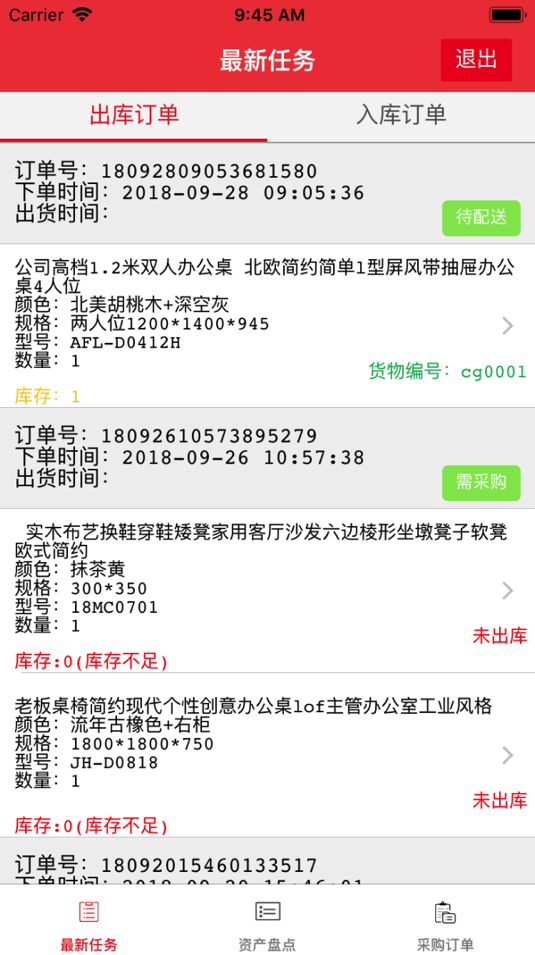 Carrier 9:45 AM
最新任务
退出
出库订单 入库订单
订单号: 18092809053681580
下单时间: 2018-09-28 09:05:36
出货时间:
待配送
公司高档1.2米双人办公桌 北欧简约简单l型屏风带抽屉办公
桌4人位
颜色: 北美胡桃木+深空灰
规格: 两人位1200*1400*945
型号: AFL-D0412H
数量: 1
货物编号: cg0001
库存: 1
订单号: 18092610573895279
下单时间: 2018-09-26 10:57:38
出货时间:
需采购
实木布艺换鞋穿鞋矮凳家用客厅沙发六边棱形坐墩凳子软凳
欧式简约
颜色: 抹茶黄
规格: 300*350
型号: 18MC0701
数量: 1
未出库
库存:0(库存不足)
老板桌椅简约现代个性创意办公桌lof主管办公室工业风格
颜色: 流年古橡色+右柜
规格: 1800*1800*750
型号: JH-D0818
数量: 1
未出库
库存:0(库存不足)
订单号: 18092015460133517
下单时间: 2018-09-20 15:46:01
最新任务 资产盘点 采购订单